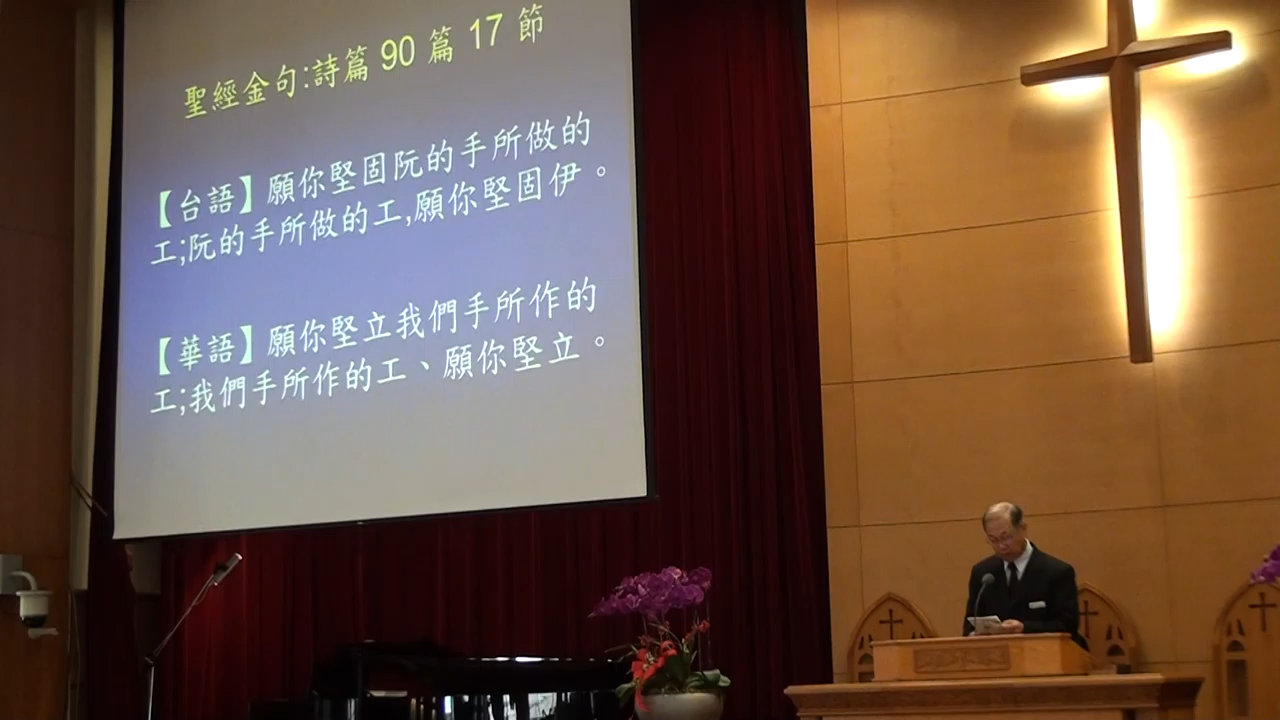 聖經金句:詩篇 90 篇 17 節
【台語】願你堅固阮的手所做的
工;阮的手所做的工,願你堅固伊。
【華語】願你堅立我們手所作的
工;我們手所作的工、願你堅立。